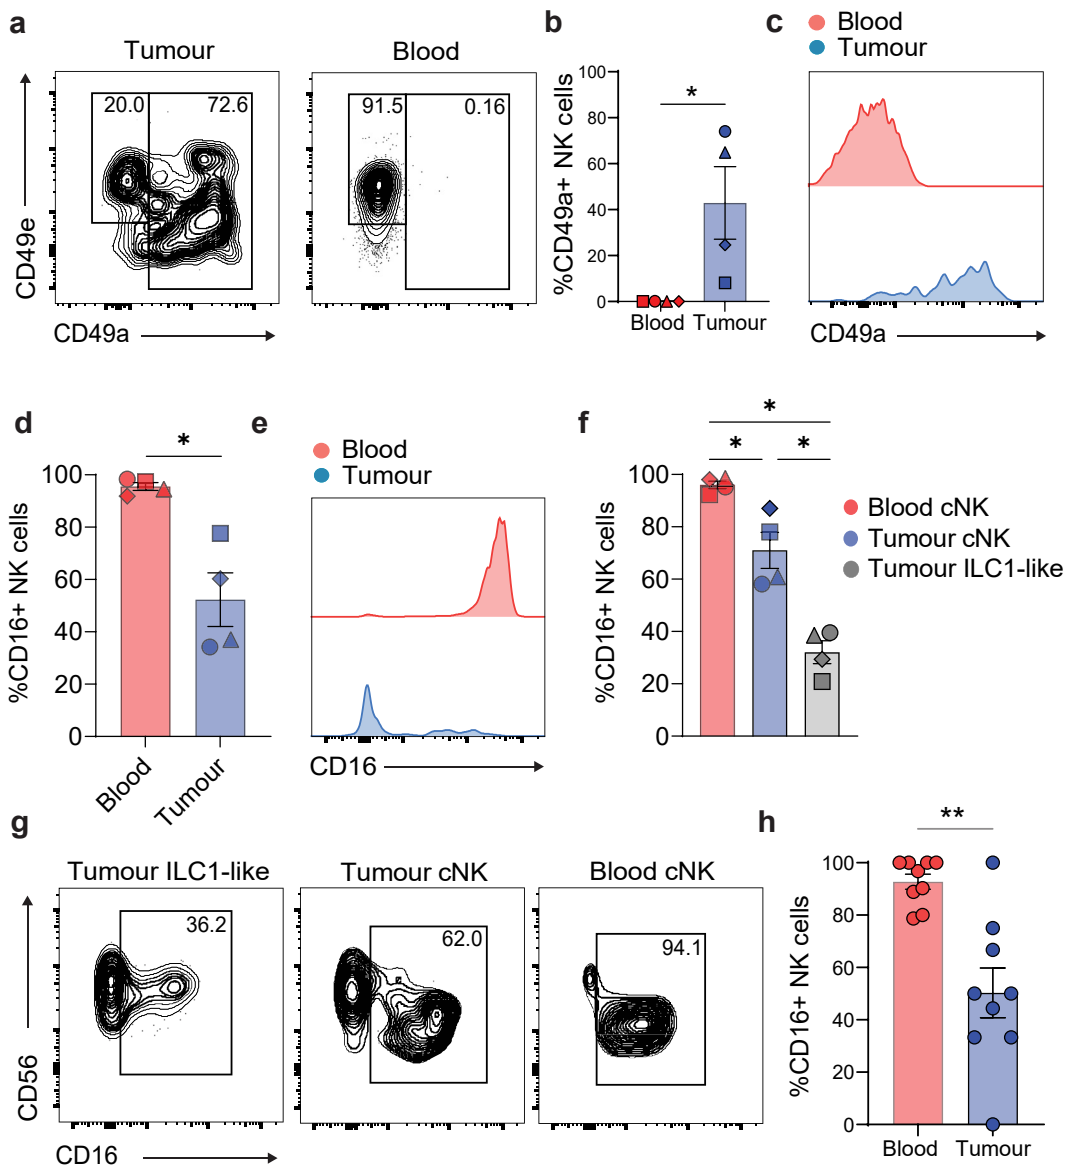 a
Tumour
Blood
20.0
72.6
91.5
0.16
CD49e
CD49a
b
*
%CD49a+ NK cells
100
80
60
40
20
0
Blood
Tumour
c
Blood
Tumour
CD49a
d
*
%CD16+ NK cells
100
80
60
40
20
0
Blood
Tumour
e
Blood
Tumour
CD16
f
*
*
*
%CD16+ NK cells
100
80
60
40
20
0
Blood cNK
Tumour cNK
Tumour ILC1-like
g
Tumour ILC1-like
Tumour cNK
Blood cNK
36.2
62.0
94.1
CD56
CD16
h
**
%CD16+ NK cells
100
80
60
40
20
0
Blood
Tumour